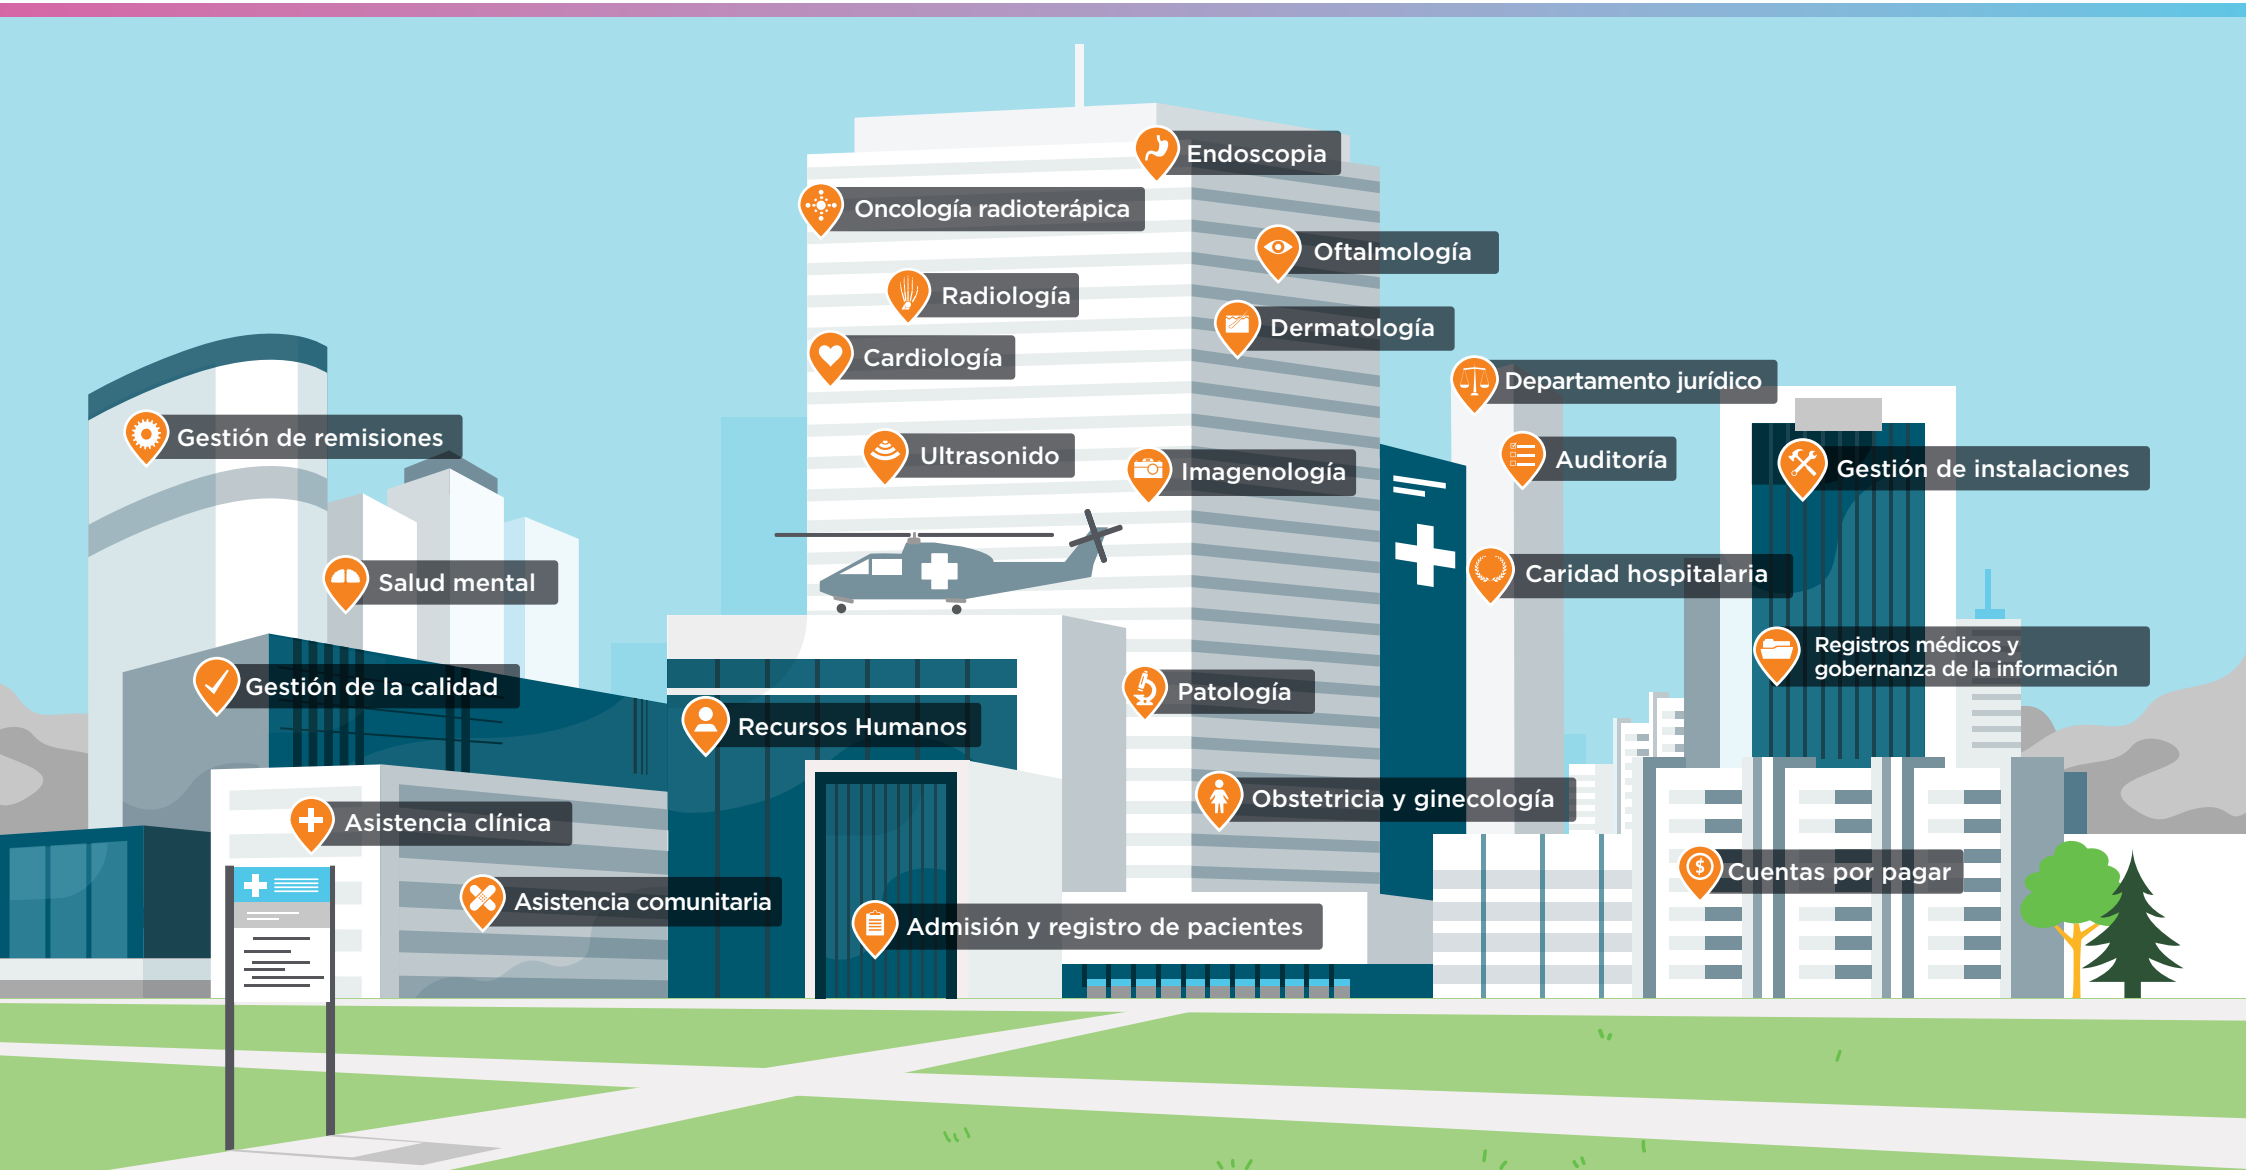 Endoscopia
Oncología radioterápica
Oftalmología
Radiología
Dermatología
Cardiología
Departamento jurídico
Gestión de remisiones
Ultrasonido
Imagenología
Auditoría
Gestión de instalaciones
Salud mental
Caridad hospitalaria
Registros médicos y
gobernanza de la información
Gestión de la calidad
Patología
Recursos Humanos
Obstetricia y ginecología
Asistencia clínica
Cuentas por pagar
Asistencia comunitaria
Admisión y registro de pacientes